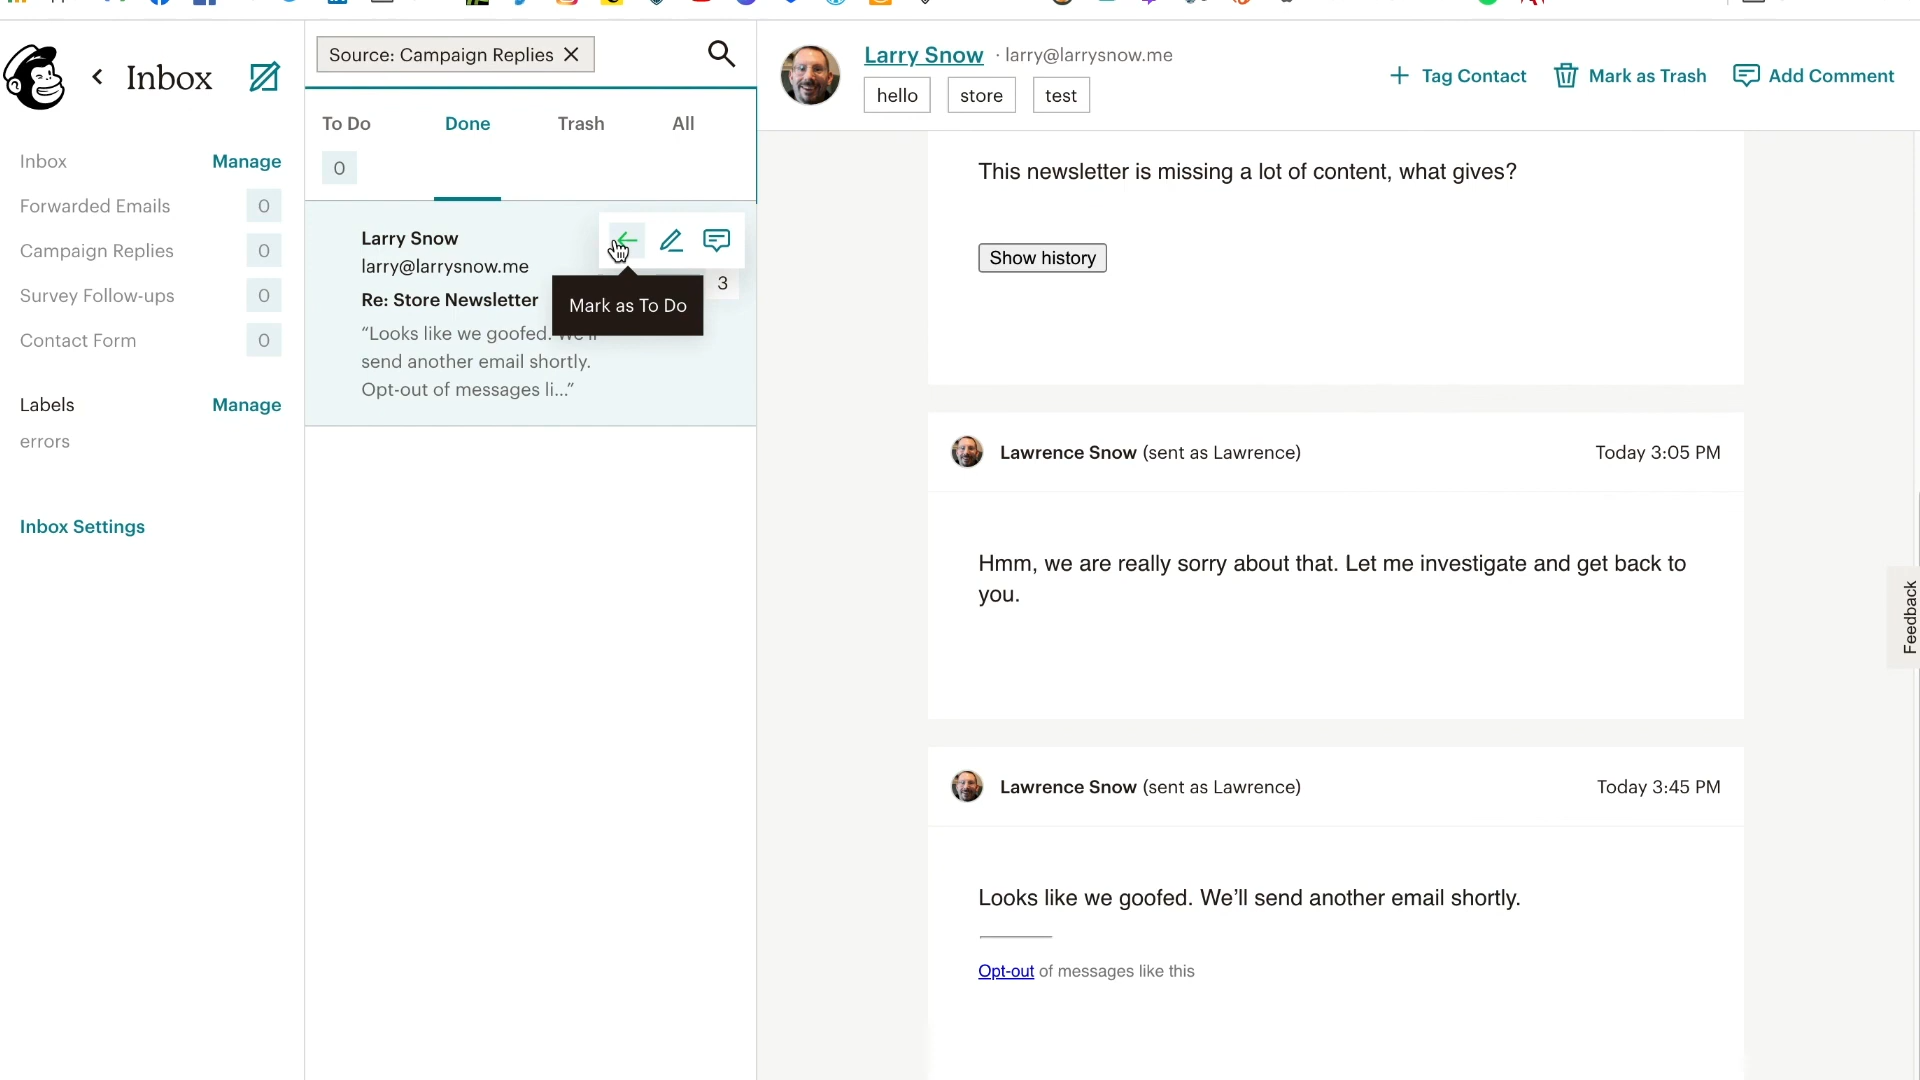 Inbox
Inbox Manage
Forwarded Emails 0
Campaign Replies 0
Survey Follow-ups 0
Contact Form 0
Labels Manage
errors
Inbox Settings
Source: Campaign Replies
To Do Done Trash All
0
Larry Snow
larry@larrysnow.me
3
Re: Store Newsletter
Mark as To Do
“Looks like we goofed. We'll
send another email shortly.
Opt-out of messages li...”
Larry Snow · larry@larrysnow.me
hello store test
Tag Contact Mark as Trash Add Comment
This newsletter is missing a lot of content, what gives?
Show history
Lawrence Snow (sent as Lawrence) Today 3:05 PM
Hmm, we are really sorry about that. Let me investigate and get back to
you.
Lawrence Snow (sent as Lawrence) Today 3:45 PM
Looks like we goofed. We’ll send another email shortly.
Opt-out of messages like this
Feedback